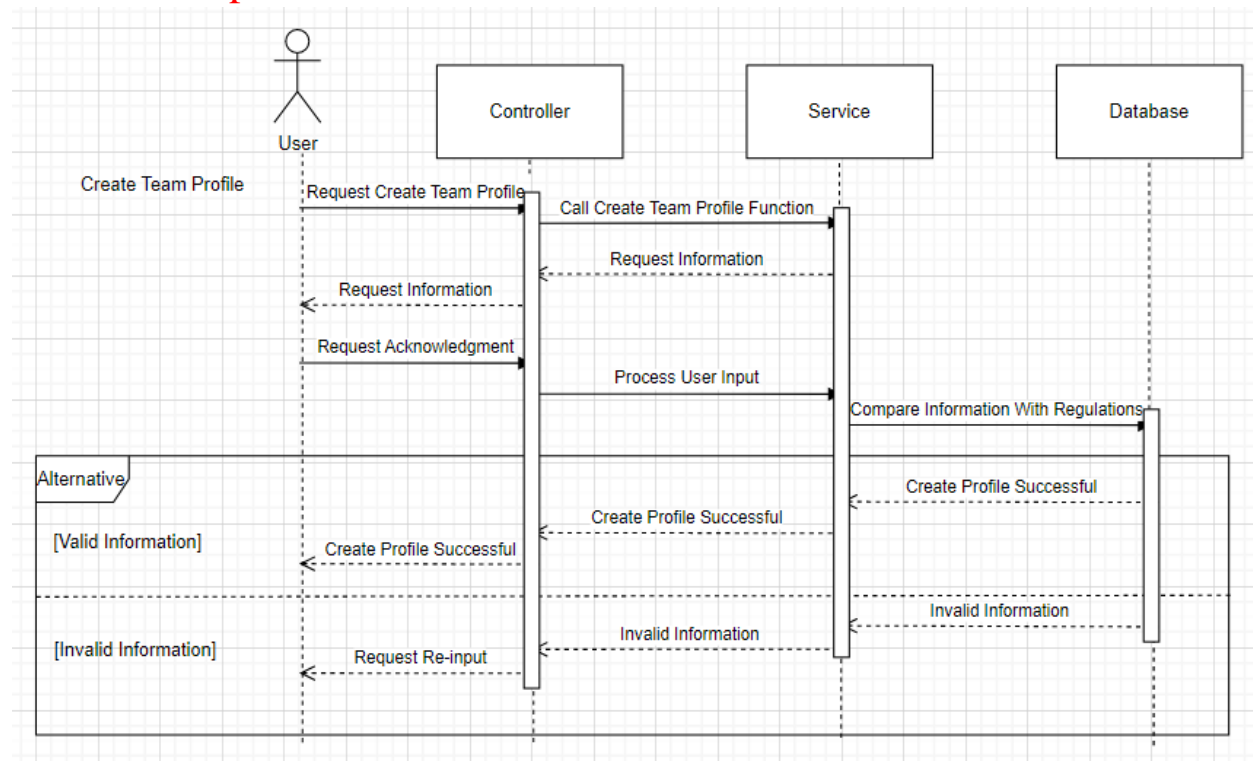 User
Controller
Service
Database
Create Team Profile
Request Create Team Profile
Call Create Team Profile Function
Request Information
Request Information
Request Acknowledgment
Process User Input
Compare Information With Regulations
Alternative
Create Profile Successful
Create Profile Successful
[Valid Information]
Create Profile Successful
Invalid Information
Invalid Information
[Invalid Information]
Request Re-input